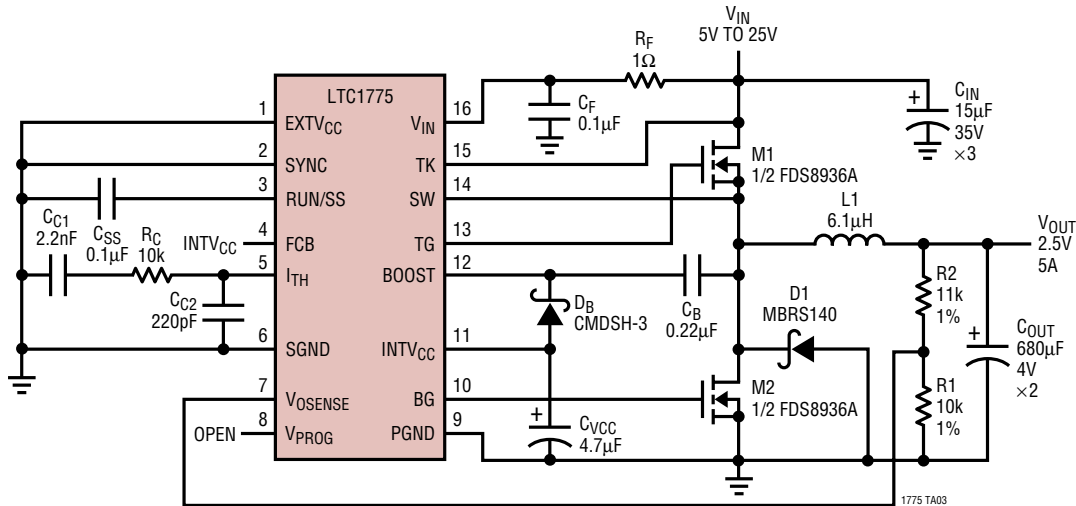 V_IN
5V TO 25V
R_F
1Ω
LTC1775
C_F
0.1µF
C_IN
15µF
35V
×3
1
EXTV_CC
V_IN
16
2
SYNC
TK
15
3
RUN/SS
SW
14
4
FCB
TG
13
5
I_TH
BOOST
12
6
SGND
INTV_CC
11
7
V_OSENSE
BG
10
8
V_PROG
PGND
9
C_C1
2.2nF
C_SS
0.1µF
R_C
10k
INTV_CC
C_C2
220pF
OPEN
M1
1/2 FDS8936A
L1
6.1µH
V_OUT
2.5V
5A
D_B
CMDSH-3
C_B
0.22µF
D1
MBRS140
R2
11k
1%
C_OUT
680µF
4V
×2
M2
1/2 FDS8936A
R1
10k
1%
+
C_VCC
4.7µF
+
+
1775 TA03